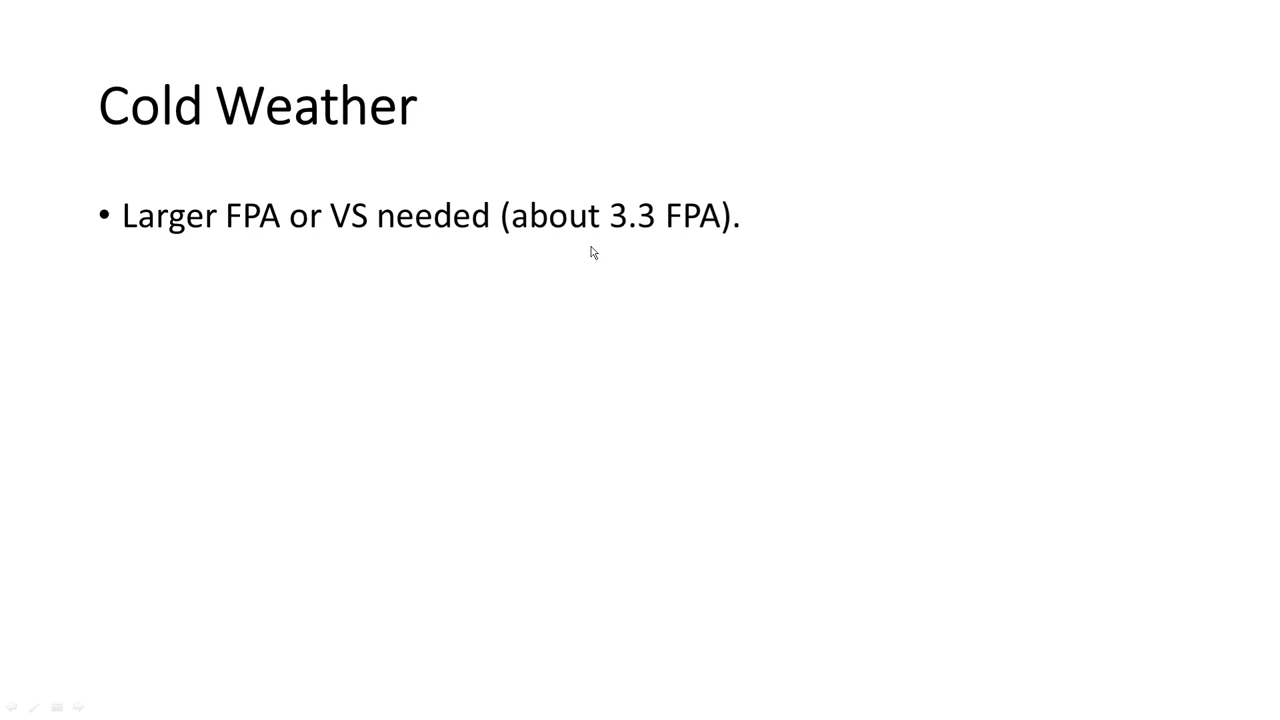 Cold Weather
• Larger FPA or VS needed (about 3.3 FPA).